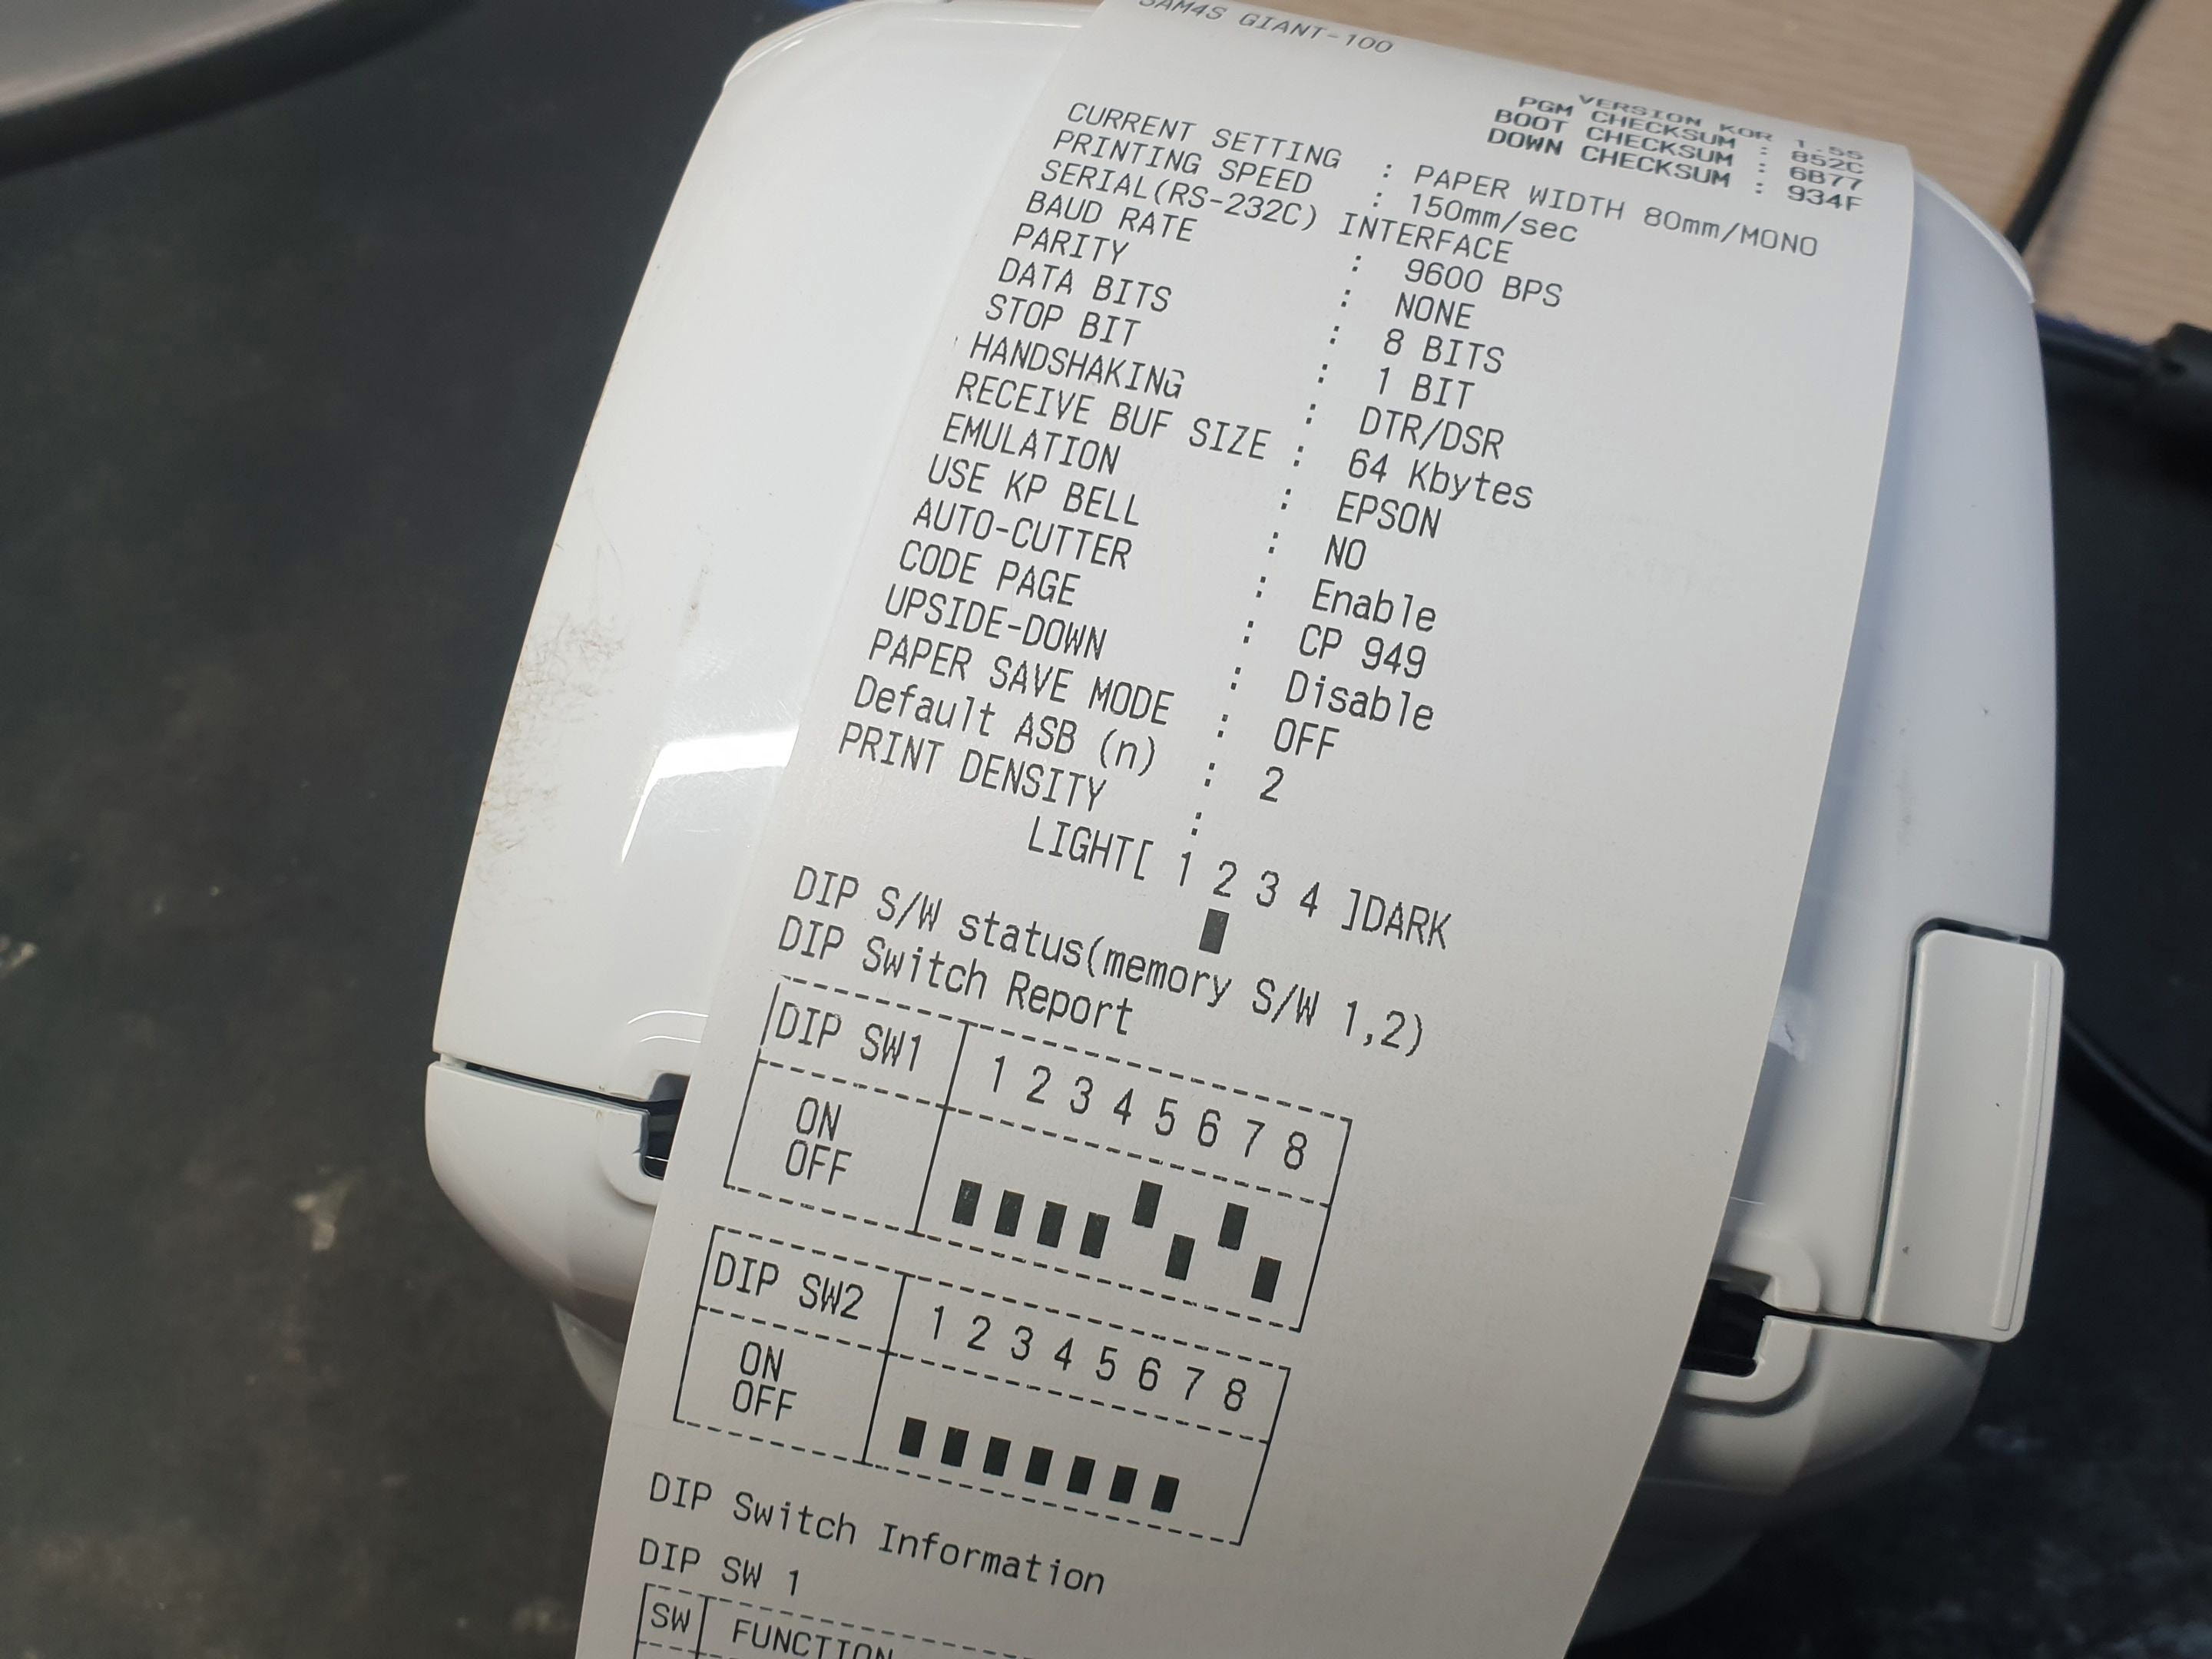 SAM4S GIANT-100
VERSION KOR 1.55
PGM CHECKSUM : 852C
BOOT CHECKSUM : 6B77
DOWN CHECKSUM : 934F
CURRENT SETTING : PAPER WIDTH 80mm/MONO
PRINTING SPEED : 150mm/sec
SERIAL(RS-232C) INTERFACE
BAUD RATE : 9600 BPS
PARITY : NONE
DATA BITS : 8 BITS
STOP BIT : 1 BIT
HANDSHAKING : DTR/DSR
RECEIVE BUF SIZE : 64 Kbytes
EMULATION : EPSON
USE KP BELL : NO
AUTO-CUTTER : Enable
CODE PAGE : CP 949
UPSIDE-DOWN : Disable
PAPER SAVE MODE : OFF
Default ASB (n) : 2
PRINT DENSITY :
LIGHT[ 1 2 3 4 ]DARK
DIP S/W status(memory S/W 1,2)
DIP Switch Report
DIP SW1 1 2 3 4 5 6 7 8
ON
OFF
DIP SW2 1 2 3 4 5 6 7 8
ON
OFF
DIP Switch Information
DIP SW 1
SW FUNCTION